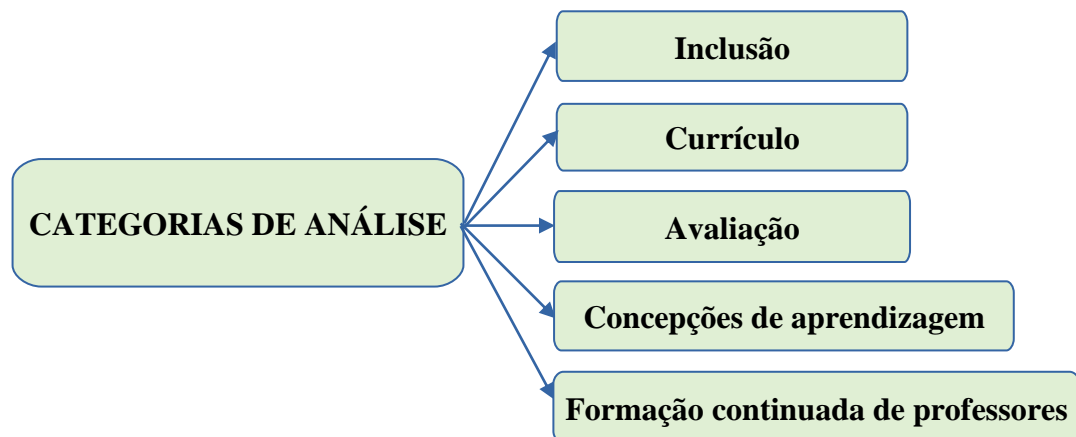 Inclusão
Currículo
CATEGORIAS DE ANÁLISE
Avaliação
Concepções de aprendizagem
Formação continuada de professores